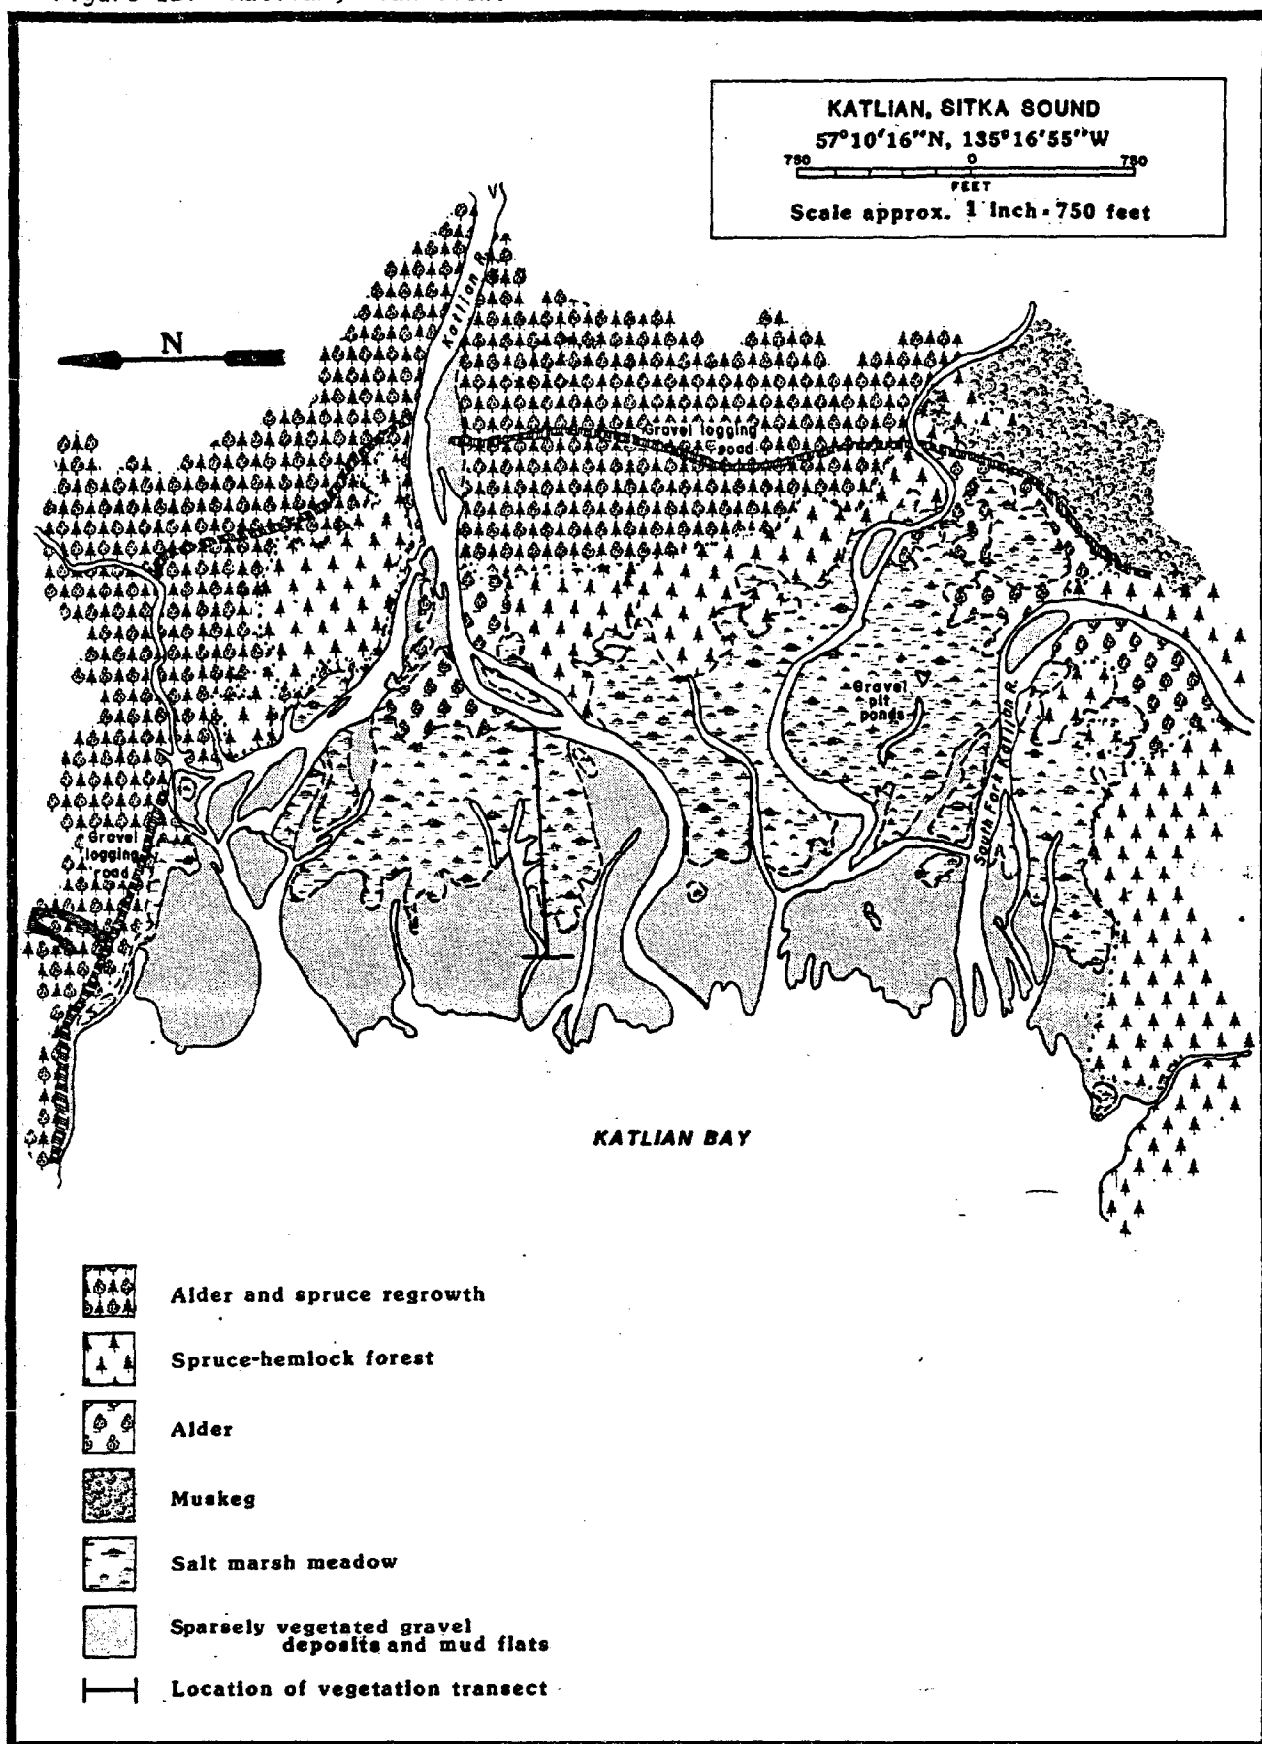 KATLIAN, SITKA SOUND
57°10'16"N, 135°16'55"W
750 0 750
FEET
Scale approx. 1 inch = 750 feet
Katlian R.
N
Gravel logging
road
Gravel
pit
ponds
South Fork Katlian R.
Gravel
logging
road
KATLIAN BAY
Alder and spruce regrowth
Spruce-hemlock forest
Alder
Muskeg
Salt marsh meadow
Sparsely vegetated gravel
deposits and mud flats
Location of vegetation transect